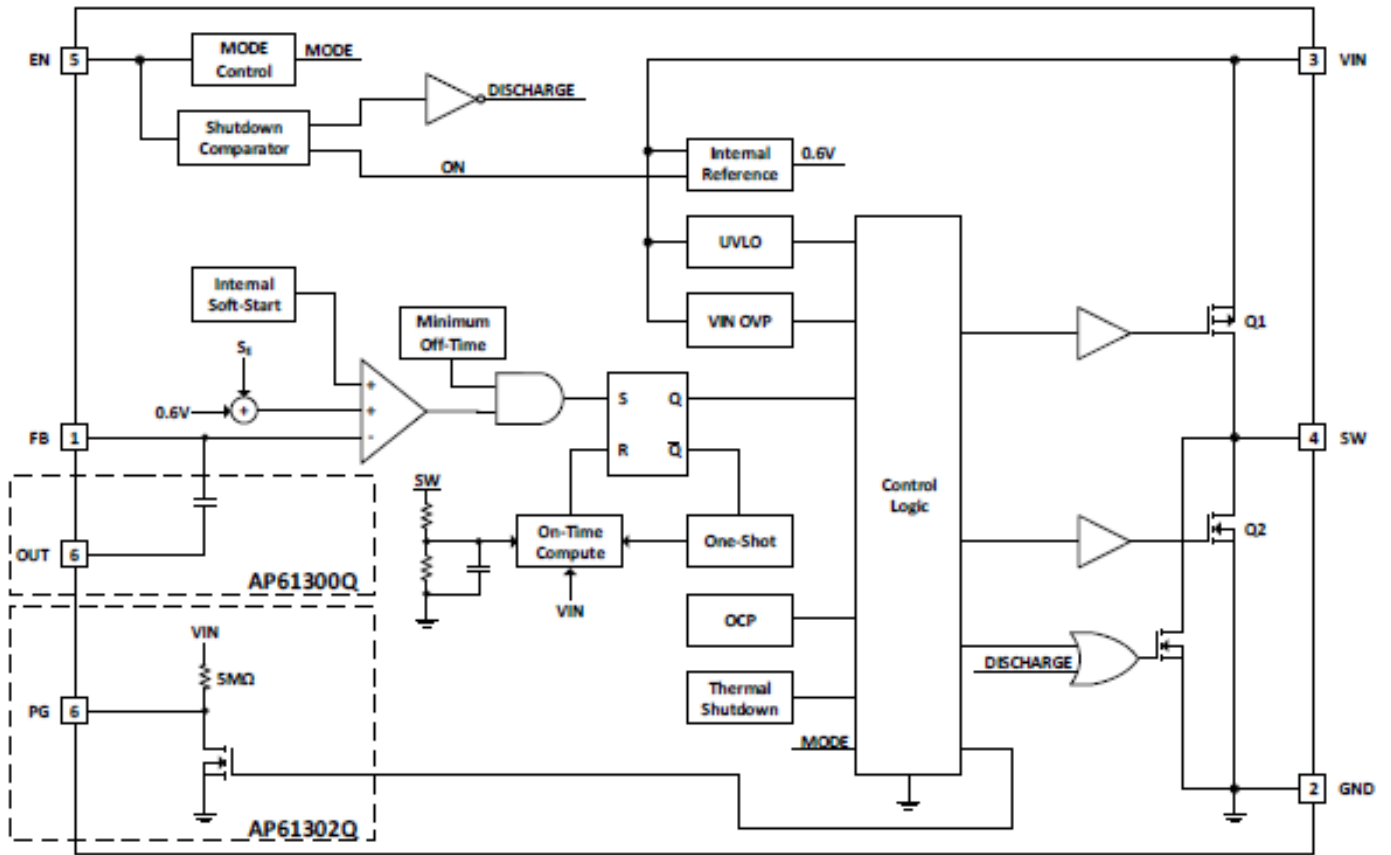 EN
5
MODE
Control
MODE
3
VIN
DISCHARGE
Shutdown
Comparator
ON
Internal
Reference
0.6V
UVLO
Internal
Soft-Start
VIN OVP
Minimum
Off-Time
Q1
SE
+
0.6V
+
+
S
Q
FB
1
-
4
SW
R
Q̅
SW
Control
Logic
On-Time
Compute
One-Shot
Q2
OUT
6
AP61300Q
VIN
OCP
VIN
DISCHARGE
5MΩ
Thermal
Shutdown
PG
6
MODE
2
GND
AP61302Q